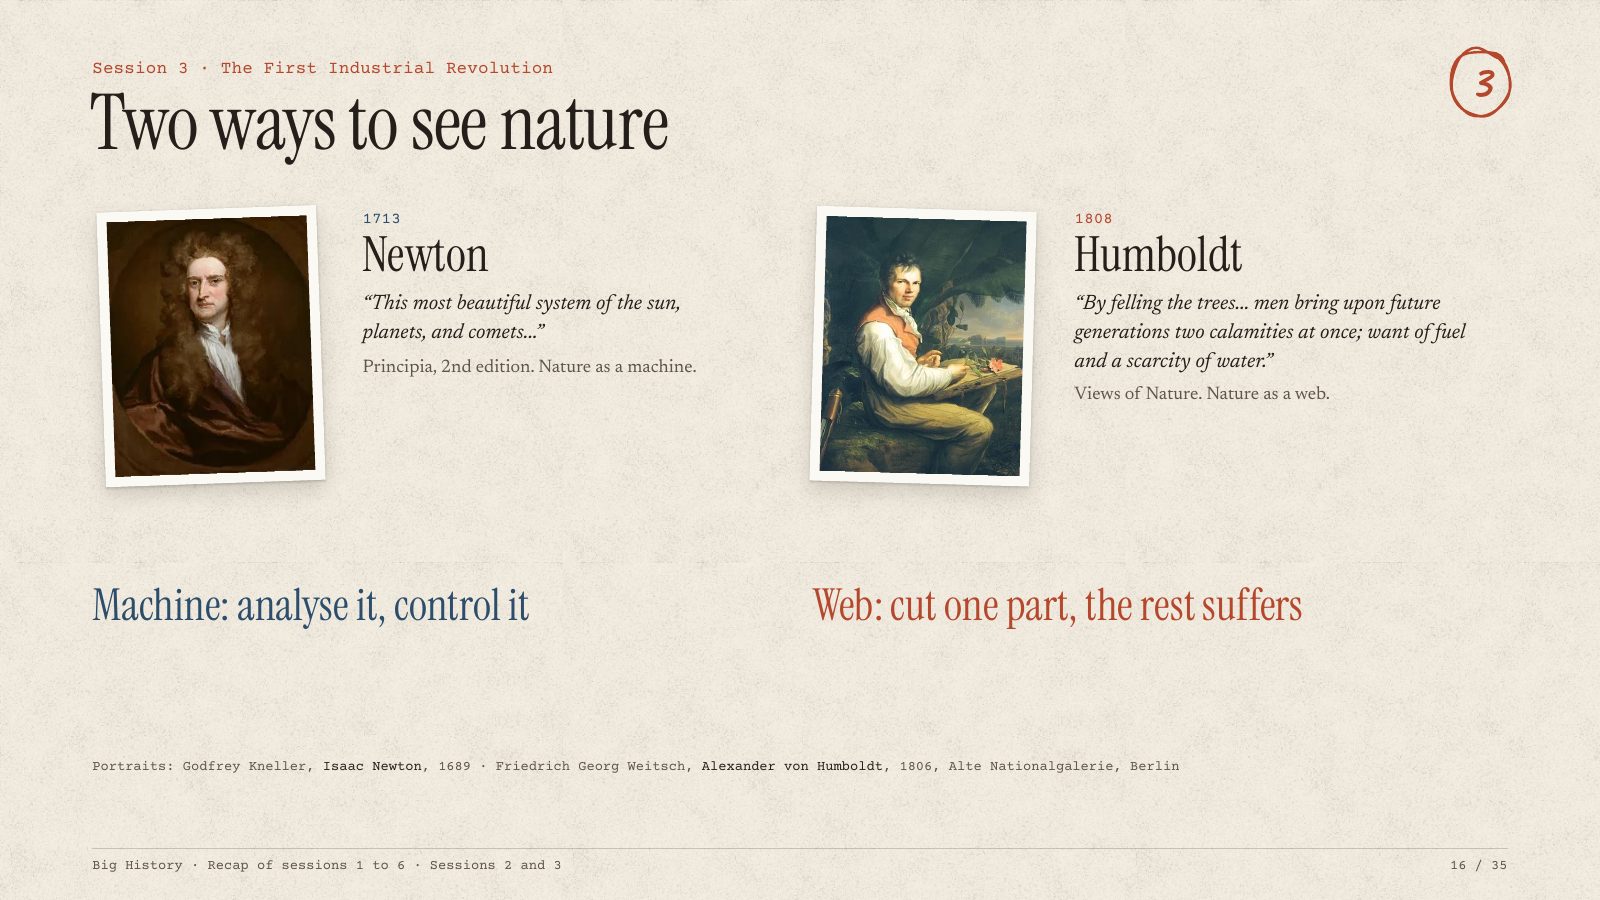 Session 3 · The First Industrial Revolution
3
Two ways to see nature
1713
Newton
“This most beautiful system of the sun,
planets, and comets...”
Principia, 2nd edition. Nature as a machine.
1808
Humboldt
“By felling the trees... men bring upon future
generations two calamities at once; want of fuel
and a scarcity of water.”
Views of Nature. Nature as a web.
Machine: analyse it, control it
Web: cut one part, the rest suffers
Portraits: Godfrey Kneller, Isaac Newton, 1689 · Friedrich Georg Weitsch, Alexander von Humboldt, 1806, Alte Nationalgalerie, Berlin
Big History · Recap of sessions 1 to 6 · Sessions 2 and 3
16 / 35